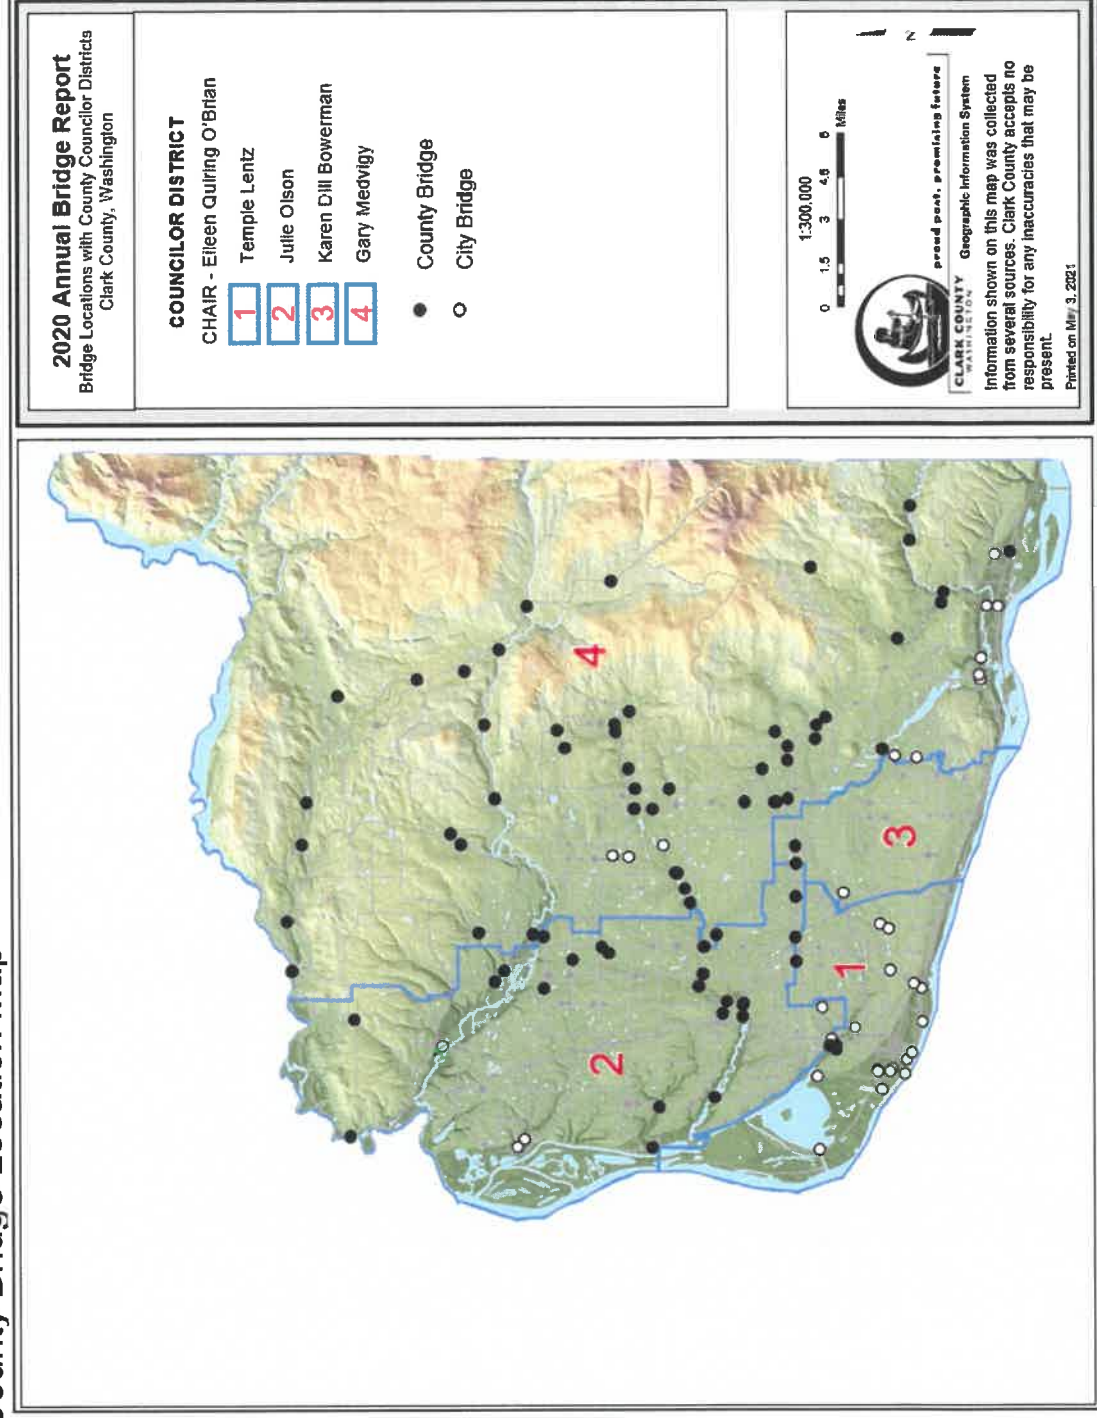 2020 Annual Bridge Report
Bridge Locations with County Councilor Districts
Clark County, Washington
COUNCILOR DISTRICT
CHAIR - Eileen Quiring O'Brian
1 Temple Lentz
2 Julie Olson
3 Karen Dill Bowerman
4 Gary Medvigy
County Bridge
City Bridge
1:300,000
0 1.5 3 4.5 6 Miles
N
CLARK COUNTY
WASHINGTON
proud past, promising future
Geographic Information System
Information shown on this map was collected
from several sources. Clark County accepts no
responsibility for any inaccuracies that may be
present.
Printed on May 3, 2021
4
2
3
1